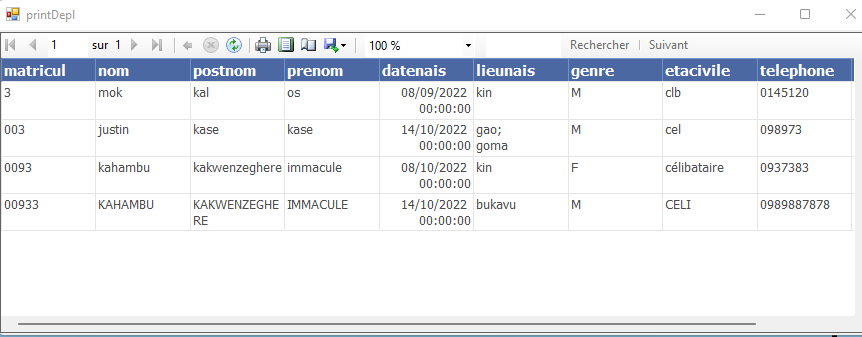 printDepl
1 sur 1 100 % Rechercher Suivant
matricul nom postnom prenom datenais lieunais genre etacivile telephone
3 mok kal os 08/09/2022 kin M clb 0145120
00:00:00
003 justin kase kase 14/10/2022 gao; M cel 098973
00:00:00 goma
0093 kahambu kakwenzeghere immacule 08/10/2022 kin F célibataire 0937383
00:00:00
00933 KAHAMBU KAKWENZEGHE IMMACULE 14/10/2022 bukavu M CELI 0989887878
RE 00:00:00